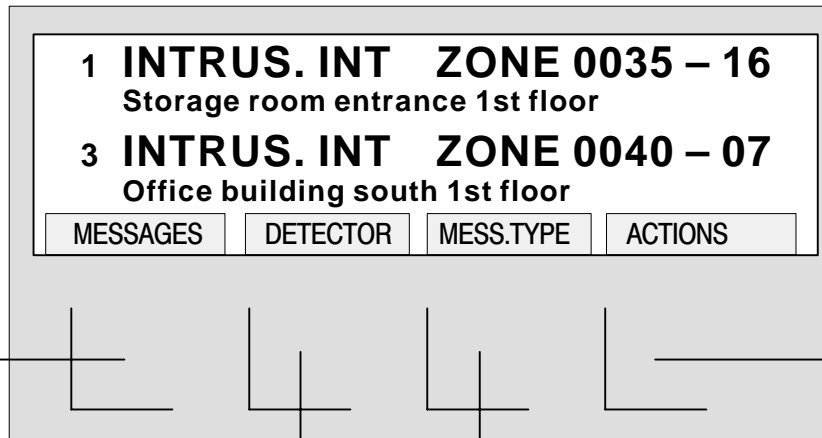 1 INTRUS. INT ZONE 0035 – 16
Storage room entrance 1st floor
3 INTRUS. INT ZONE 0040 – 07
Office building south 1st floor
MESSAGES DETECTOR MESS.TYPE ACTIONS